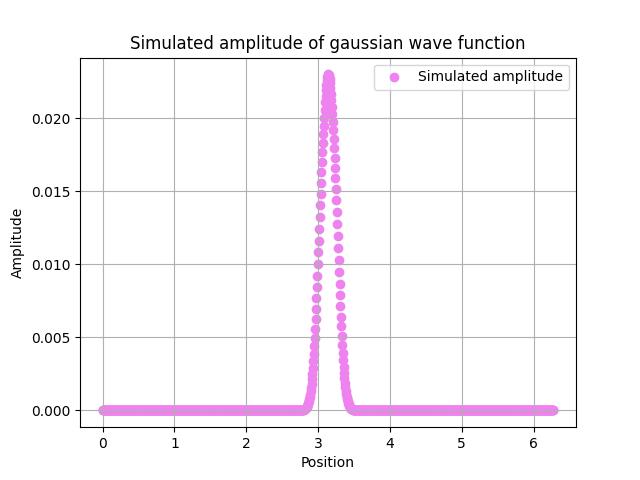 Simulated amplitude of gaussian wave function
Simulated amplitude
0.020
0.015
0.010
0.005
0.000
Amplitude
0 1 2 3 4 5 6
Position